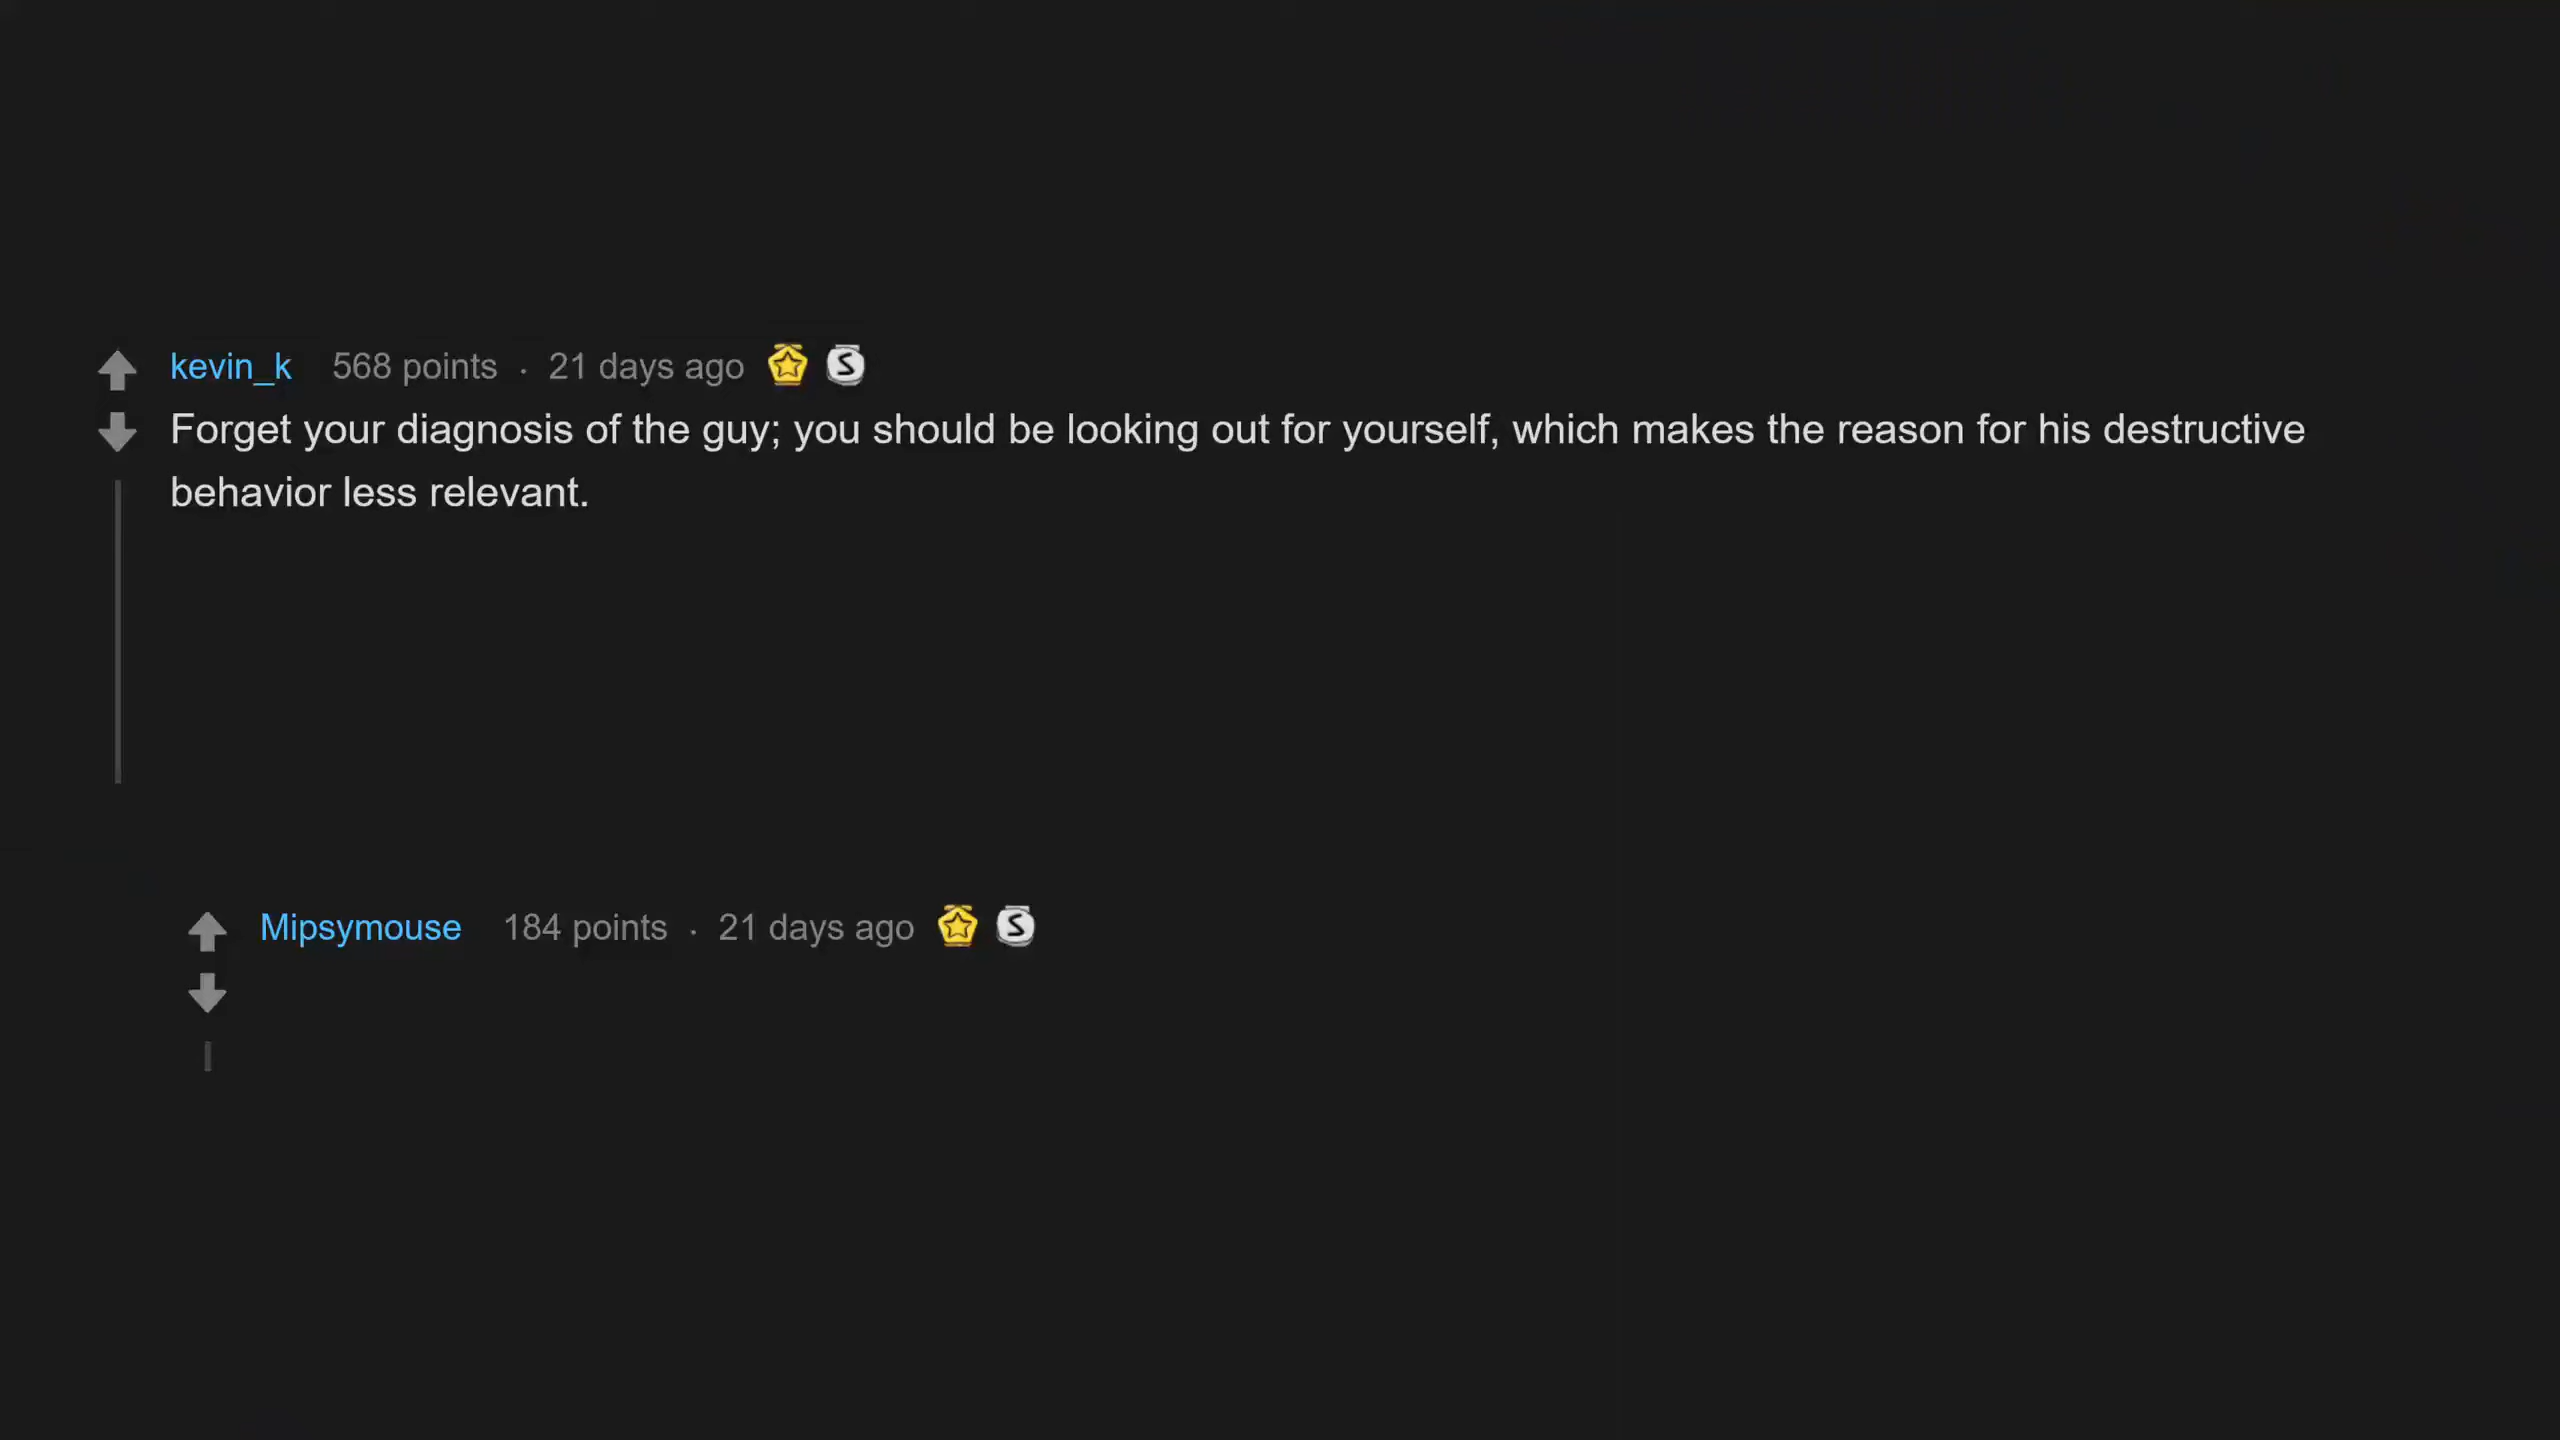 kevin_k 568 points · 21 days ago
Forget your diagnosis of the guy; you should be looking out for yourself, which makes the reason for his destructive
behavior less relevant.
Mipsymouse 184 points · 21 days ago